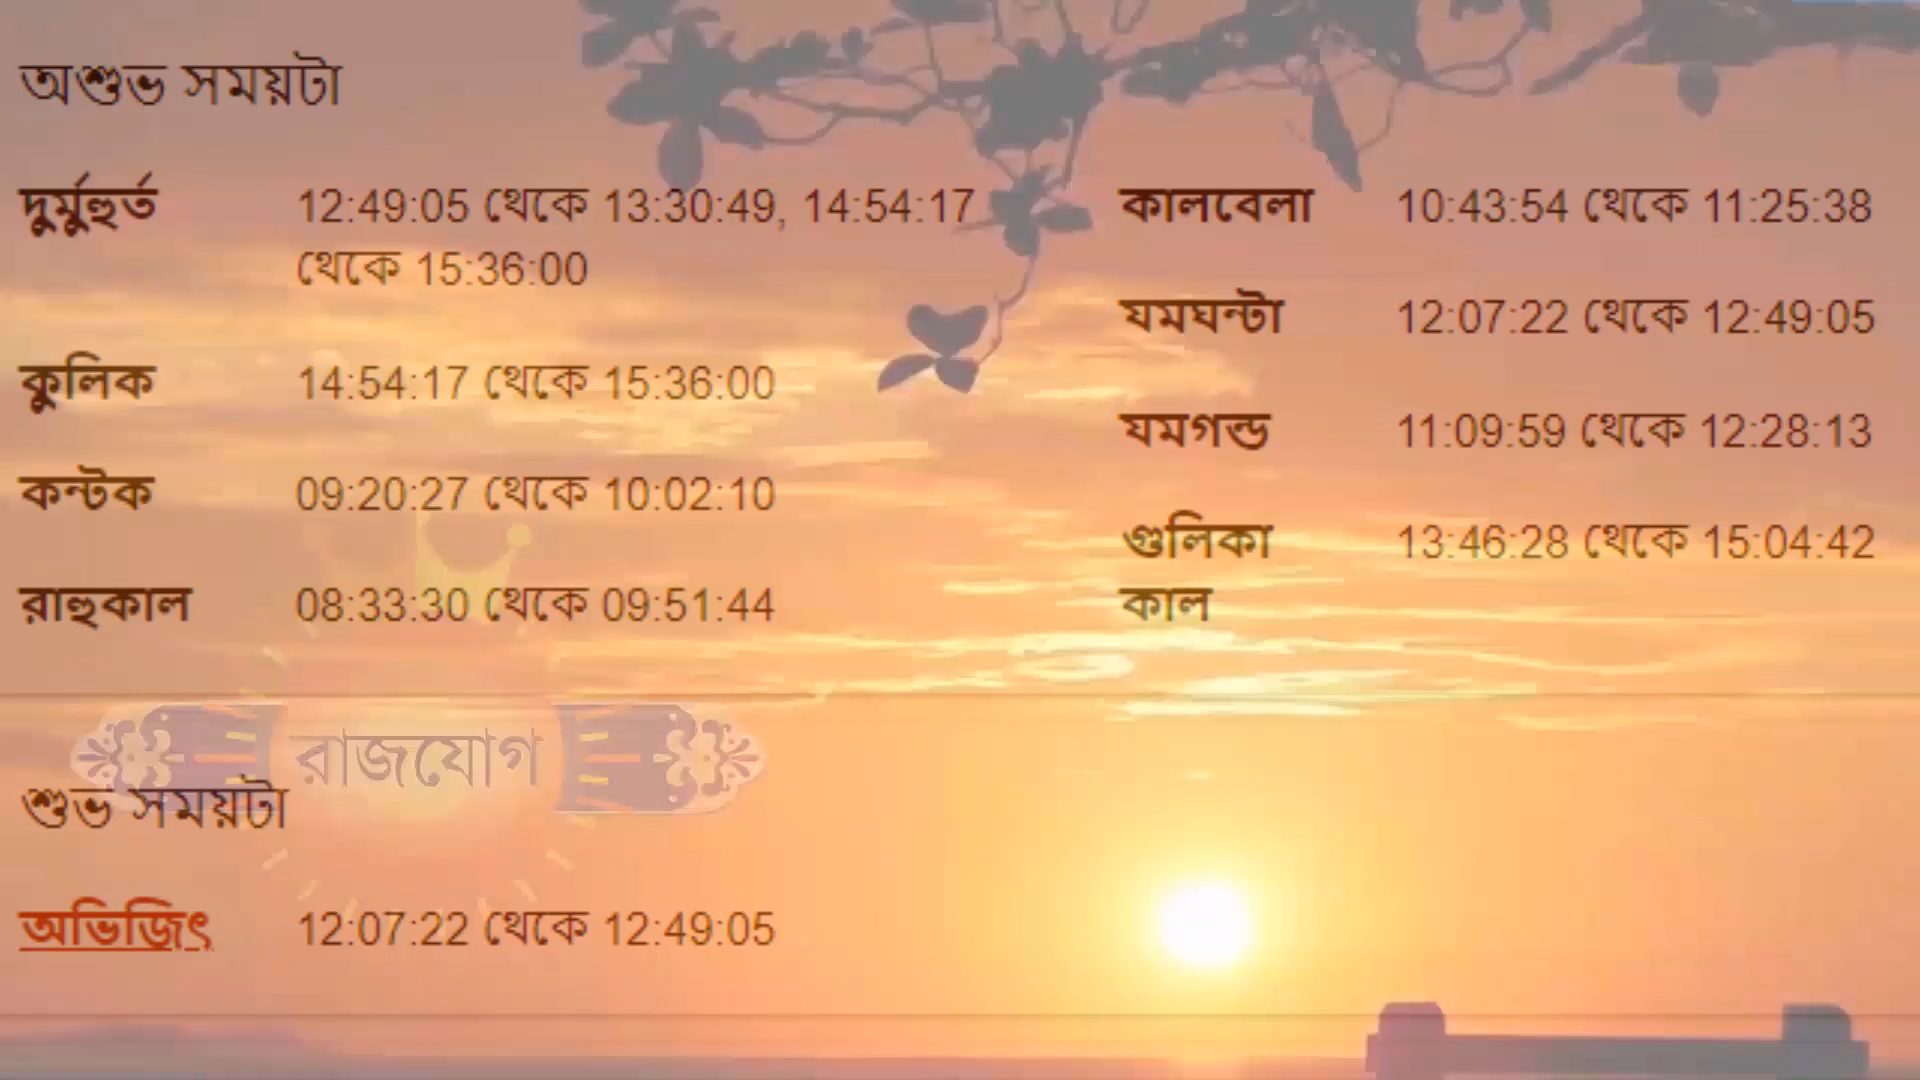 অশুভ সময়টা
দুর্মুহুর্ত 12:49:05 থেকে 13:30:49, 14:54:17
থেকে 15:36:00
কুলিক 14:54:17 থেকে 15:36:00
কন্টক 09:20:27 থেকে 10:02:10
রাহুকাল 08:33:30 থেকে 09:51:44
কালবেলা 10:43:54 থেকে 11:25:38
যমঘন্টা 12:07:22 থেকে 12:49:05
যমগন্ড 11:09:59 থেকে 12:28:13
গুলিকা 13:46:28 থেকে 15:04:42
কাল
রাজযোগ
শুভ সময়টা
অভিজিৎ 12:07:22 থেকে 12:49:05